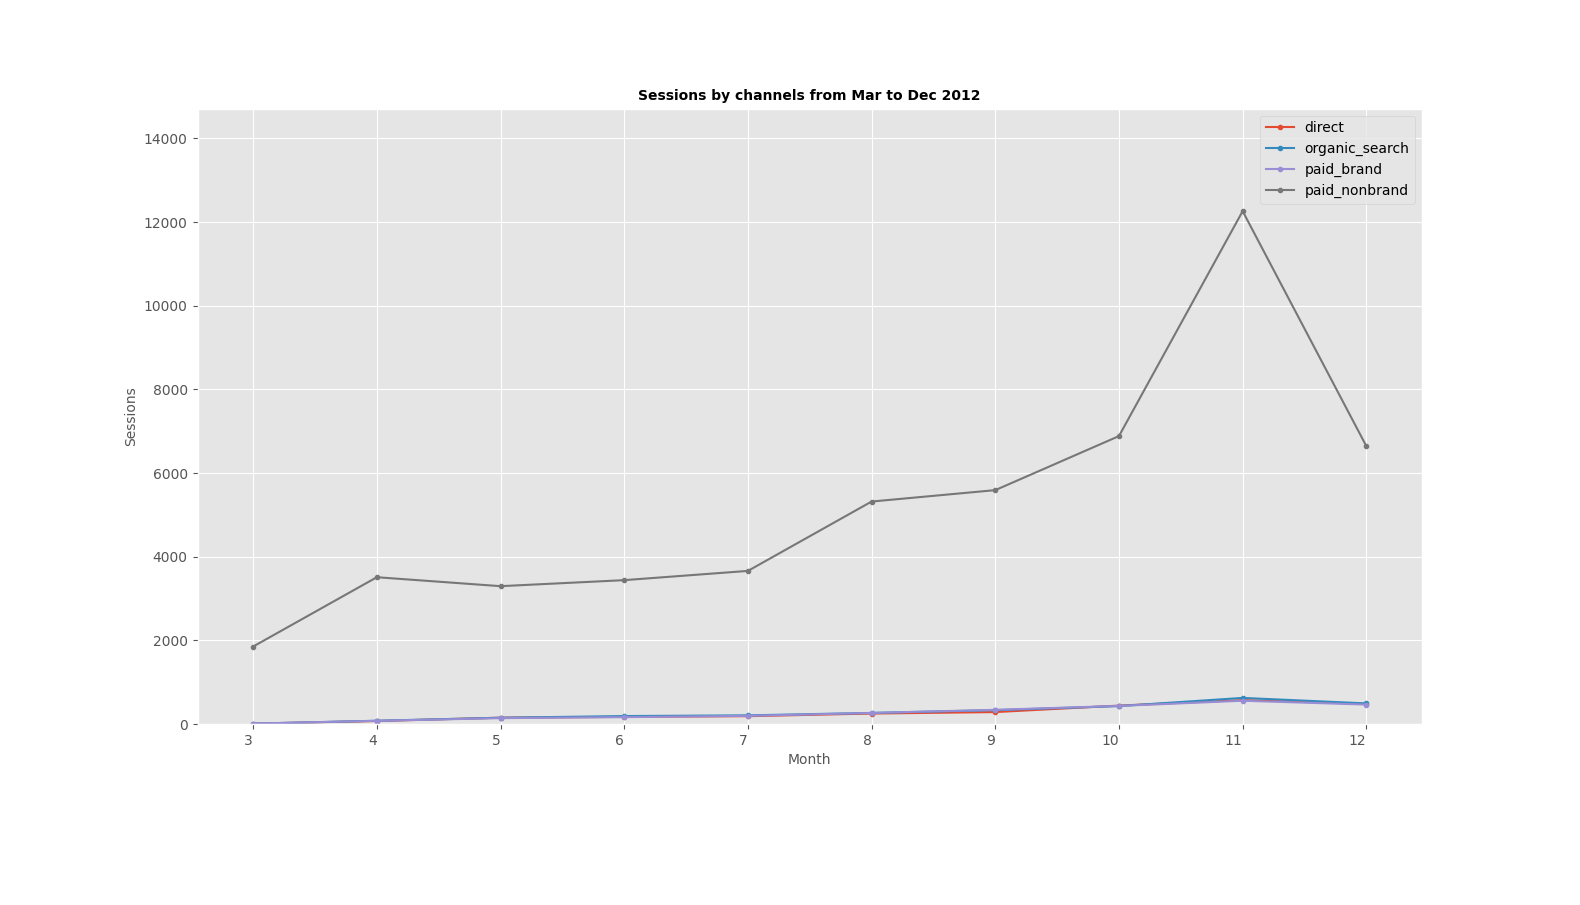 Sessions by channels from Mar to Dec 2012
direct
organic_search
paid_brand
paid_nonbrand
14000
12000
10000
8000
6000
4000
2000
0
Sessions
3 4 5 6 7 8 9 10 11 12
Month